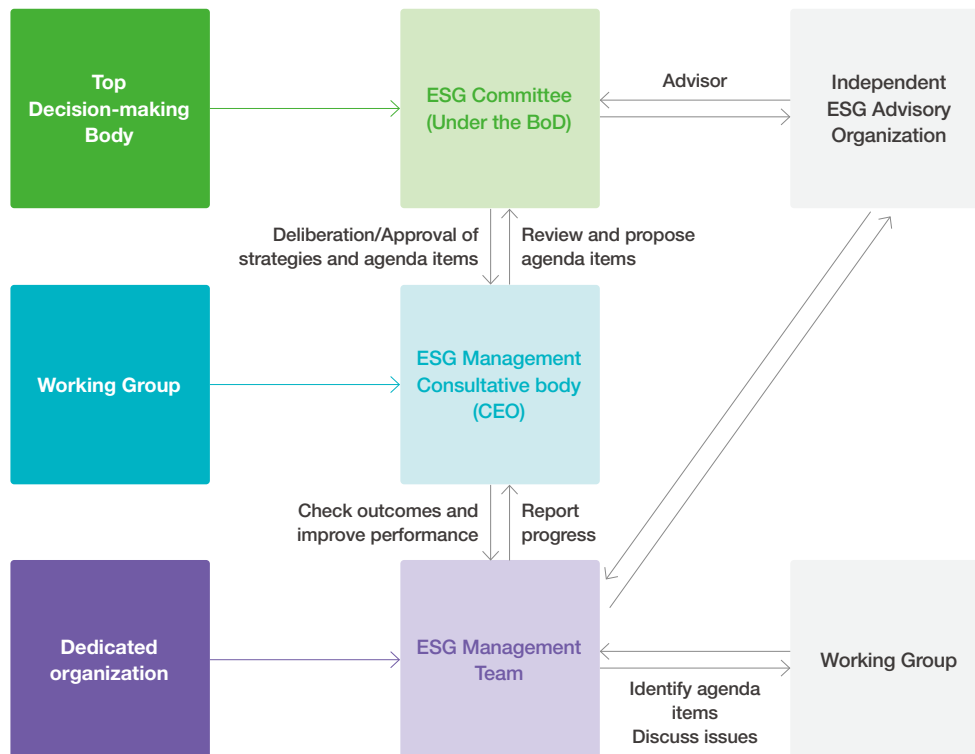 Top
Decision-making
Body
ESG Committee
(Under the BoD)
Advisor
Independent
ESG Advisory
Organization
Deliberation/Approval of
strategies and agenda items
Review and propose
agenda items
Working Group
ESG Management
Consultative body
(CEO)
Check outcomes and
improve performance
Report
progress
Dedicated
organization
ESG Management
Team
Identify agenda
items
Discuss issues
Working Group